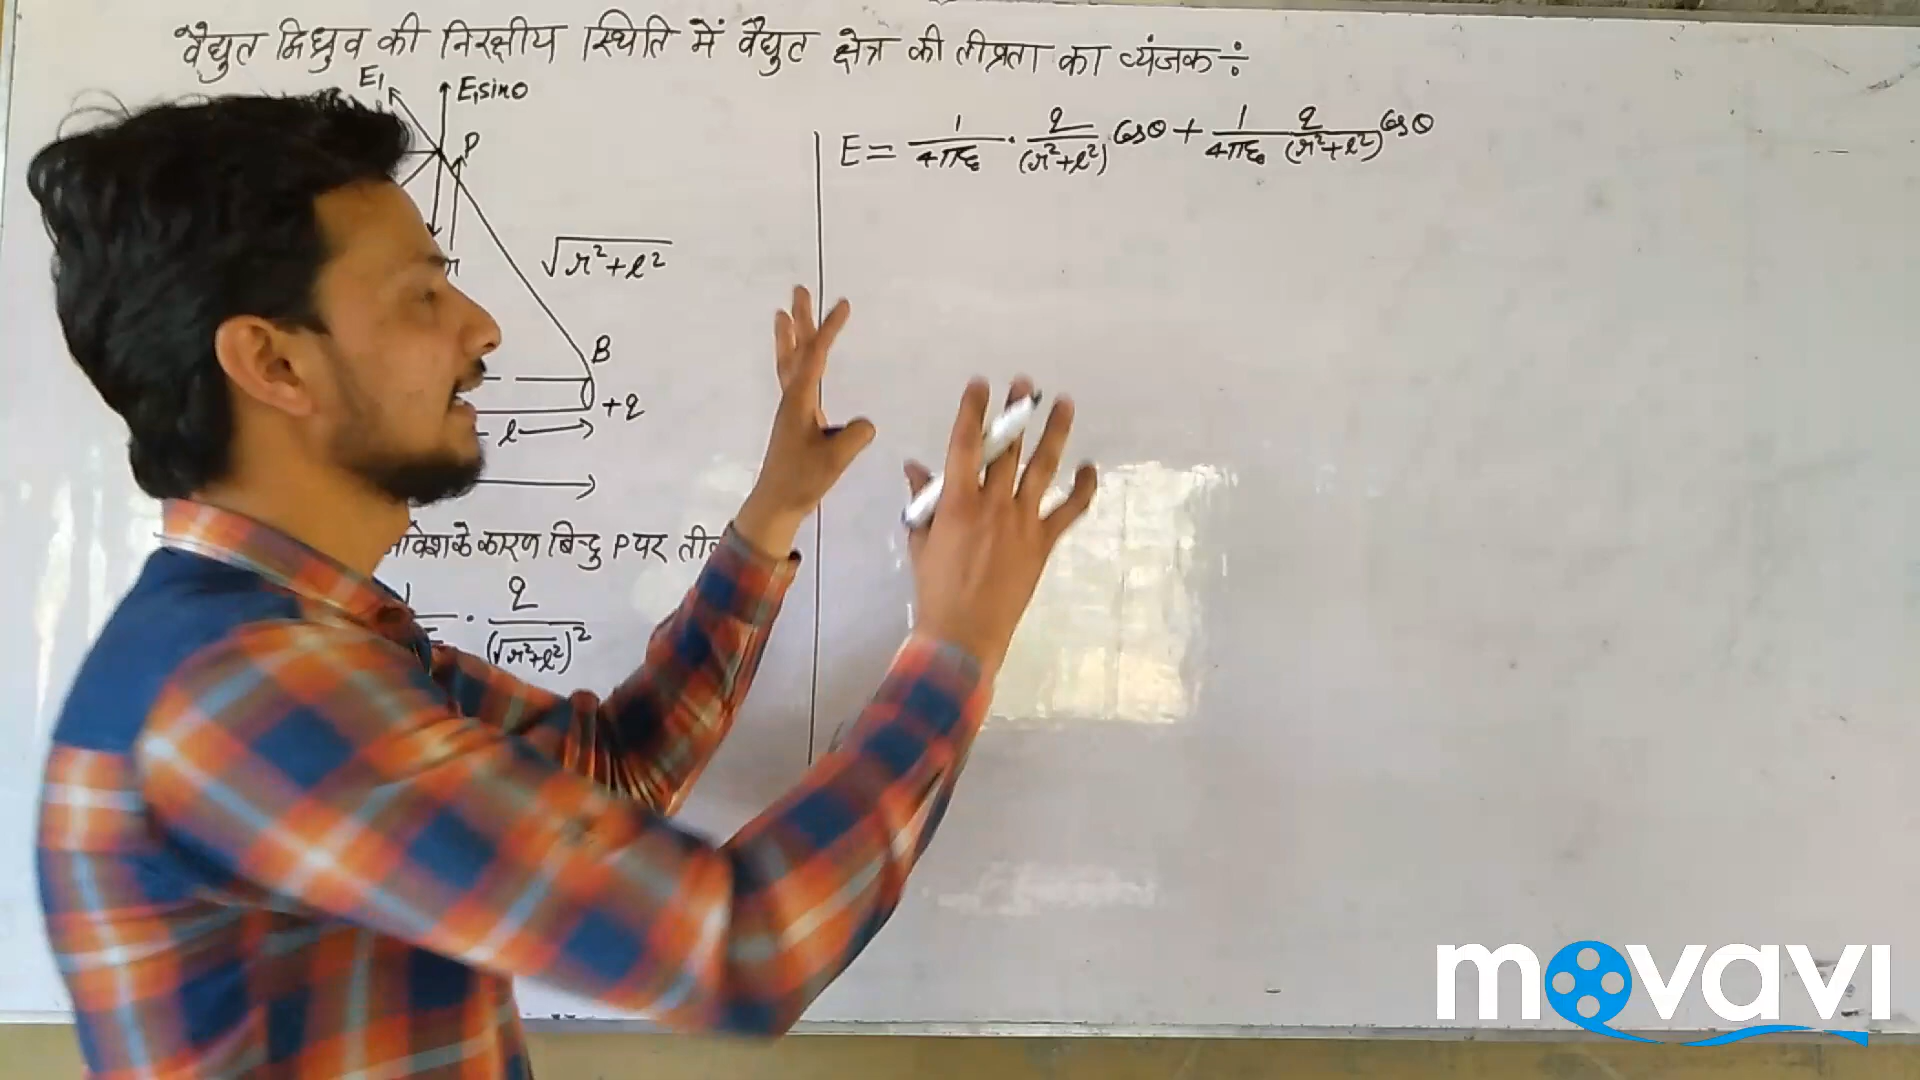 वैद्युत द्विध्रुव की निरक्षीय स्थिति में वैद्युत क्षेत्र की तीव्रता का व्यंजक ÷
E₁
E₁sinθ
P
E = 1/4πε₀ · q/(r²+l²) Cosθ + 1/4πε₀ q/(r²+l²) Cosθ
r
√r²+l²
B
+q
l
के कारण बिन्दु P पर
1 · q/(√r²+l²)²
movavi